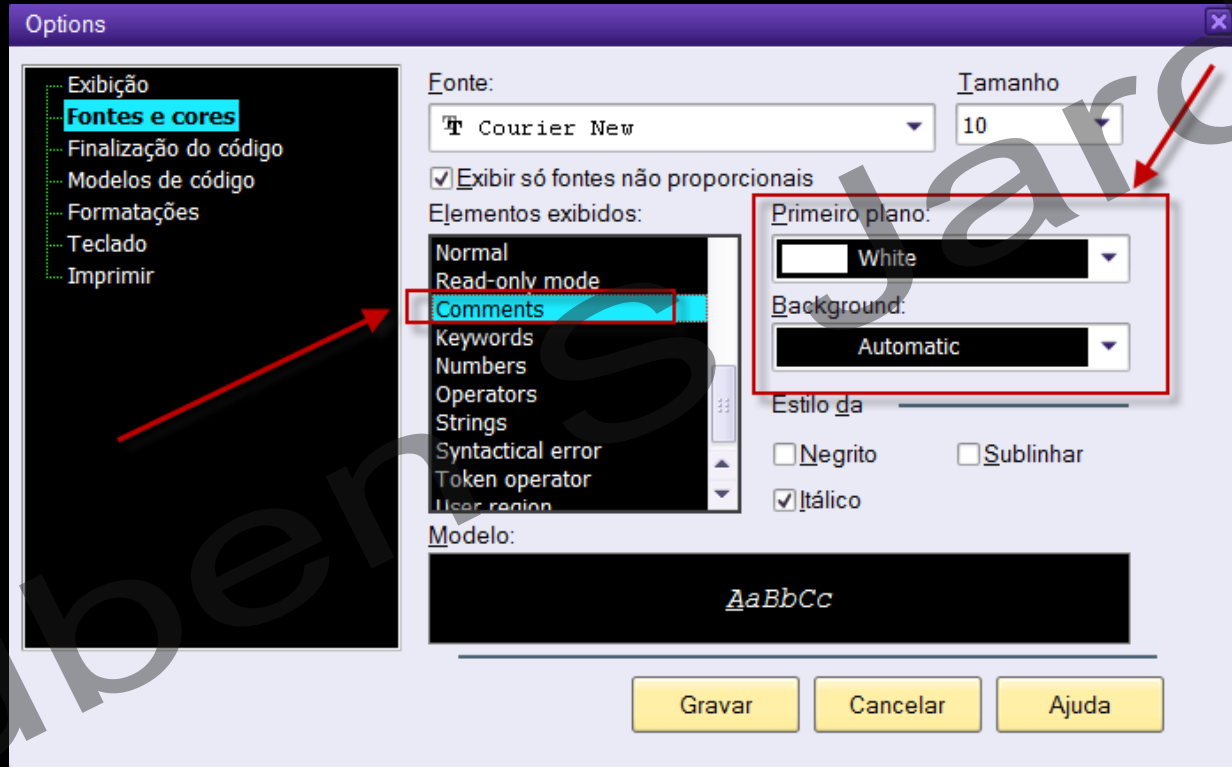 Options
Exibição
Fontes e cores
Finalização do código
Modelos de código
Formatações
Teclado
Imprimir
Fonte:
Tamanho
Courier New
10
Exibir só fontes não proporcionais
Elementos exibidos:
Primeiro plano:
Normal
Read-only mode
Comments
Keywords
Numbers
Operators
Strings
Syntactical error
Token operator
User region
White
Background:
Automatic
Estilo da
Negrito
Sublinhar
Itálico
Modelo:
AaBbCc
Gravar
Cancelar
Ajuda